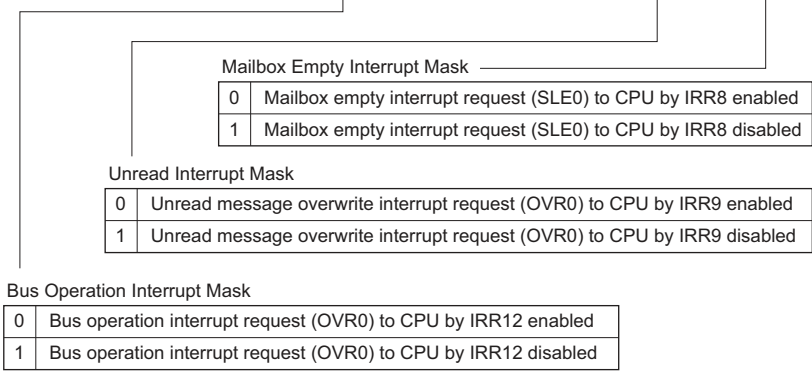 Mailbox Empty Interrupt Mask
0 Mailbox empty interrupt request (SLE0) to CPU by IRR8 enabled
1 Mailbox empty interrupt request (SLE0) to CPU by IRR8 disabled
Unread Interrupt Mask
0 Unread message overwrite interrupt request (OVR0) to CPU by IRR9 enabled
1 Unread message overwrite interrupt request (OVR0) to CPU by IRR9 disabled
Bus Operation Interrupt Mask
0 Bus operation interrupt request (OVR0) to CPU by IRR12 enabled
1 Bus operation interrupt request (OVR0) to CPU by IRR12 disabled